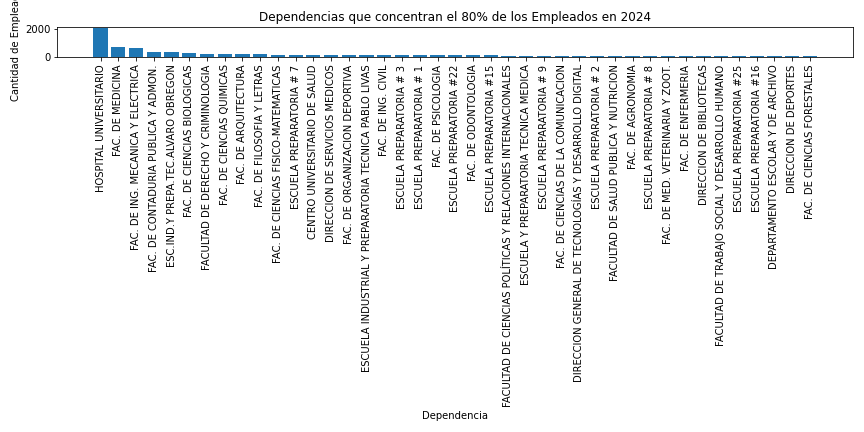 Dependencias que concentran el 80% de los Empleados en 2024
Cantidad de Emplea
2000
0
HOSPITAL UNIVERSITARIO
FAC. DE MEDICINA
FAC. DE ING. MECANICA Y ELECTRICA
FAC. DE CONTADURIA PUBLICA Y ADMON.
ESC.IND.Y PREPA.TEC.ALVARO OBREGON
FAC. DE CIENCIAS BIOLOGICAS
FACULTAD DE DERECHO Y CRIMINOLOGIA
FAC. DE CIENCIAS QUIMICAS
FAC. DE ARQUITECTURA
FAC. DE FILOSOFIA Y LETRAS
FAC. DE CIENCIAS FISICO-MATEMATICAS
ESCUELA PREPARATORIA # 7
CENTRO UNIVERSITARIO DE SALUD
DIRECCION DE SERVICIOS MEDICOS
FAC. DE ORGANIZACION DEPORTIVA
ESCUELA INDUSTRIAL Y PREPARATORIA TECNICA PABLO LIVAS
FAC. DE ING. CIVIL
ESCUELA PREPARATORIA # 3
ESCUELA PREPARATORIA # 1
FAC. DE PSICOLOGIA
ESCUELA PREPARATORIA #22
FAC. DE ODONTOLOGIA
ESCUELA PREPARATORIA #15
FACULTAD DE CIENCIAS POLÍTICAS Y RELACIONES INTERNACIONALES
ESCUELA Y PREPARATORIA TECNICA MEDICA
ESCUELA PREPARATORIA # 9
FAC. DE CIENCIAS DE LA COMUNICACION
DIRECCION GENERAL DE TECNOLOGÍAS Y DESARROLLO DIGITAL
ESCUELA PREPARATORIA # 2
FACULTAD DE SALUD PUBLICA Y NUTRICION
FAC. DE AGRONOMIA
ESCUELA PREPARATORIA # 8
FAC. DE MED. VETERINARIA Y ZOOT.
FAC. DE ENFERMERIA
DIRECCION DE BIBLIOTECAS
FACULTAD DE TRABAJO SOCIAL Y DESARROLLO HUMANO
ESCUELA PREPARATORIA #25
ESCUELA PREPARATORIA #16
DEPARTAMENTO ESCOLAR Y DE ARCHIVO
DIRECCION DE DEPORTES
FAC. DE CIENCIAS FORESTALES
Dependencia